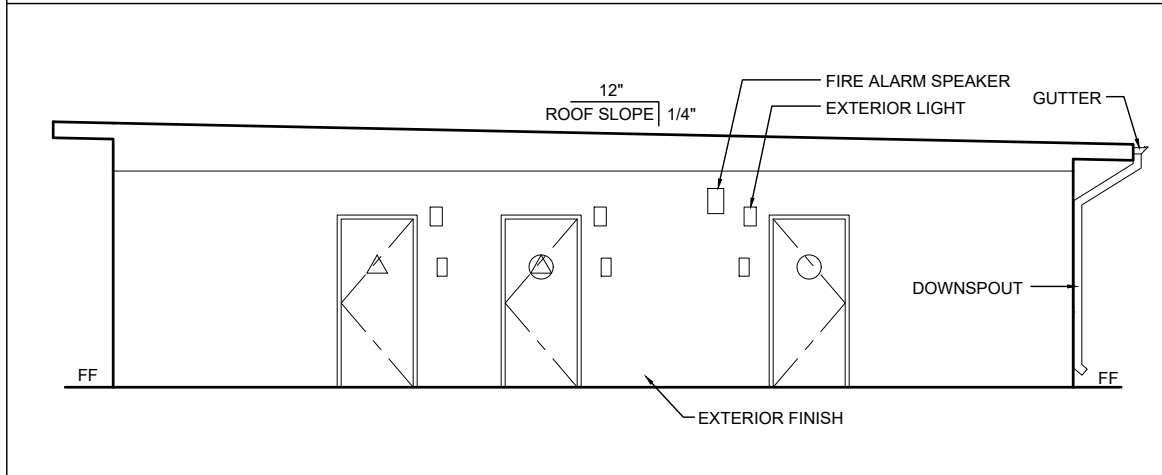 12"
ROOF SLOPE 1/4"
FIRE ALARM SPEAKER
EXTERIOR LIGHT
GUTTER
DOWNSPOUT
FF
FF
EXTERIOR FINISH